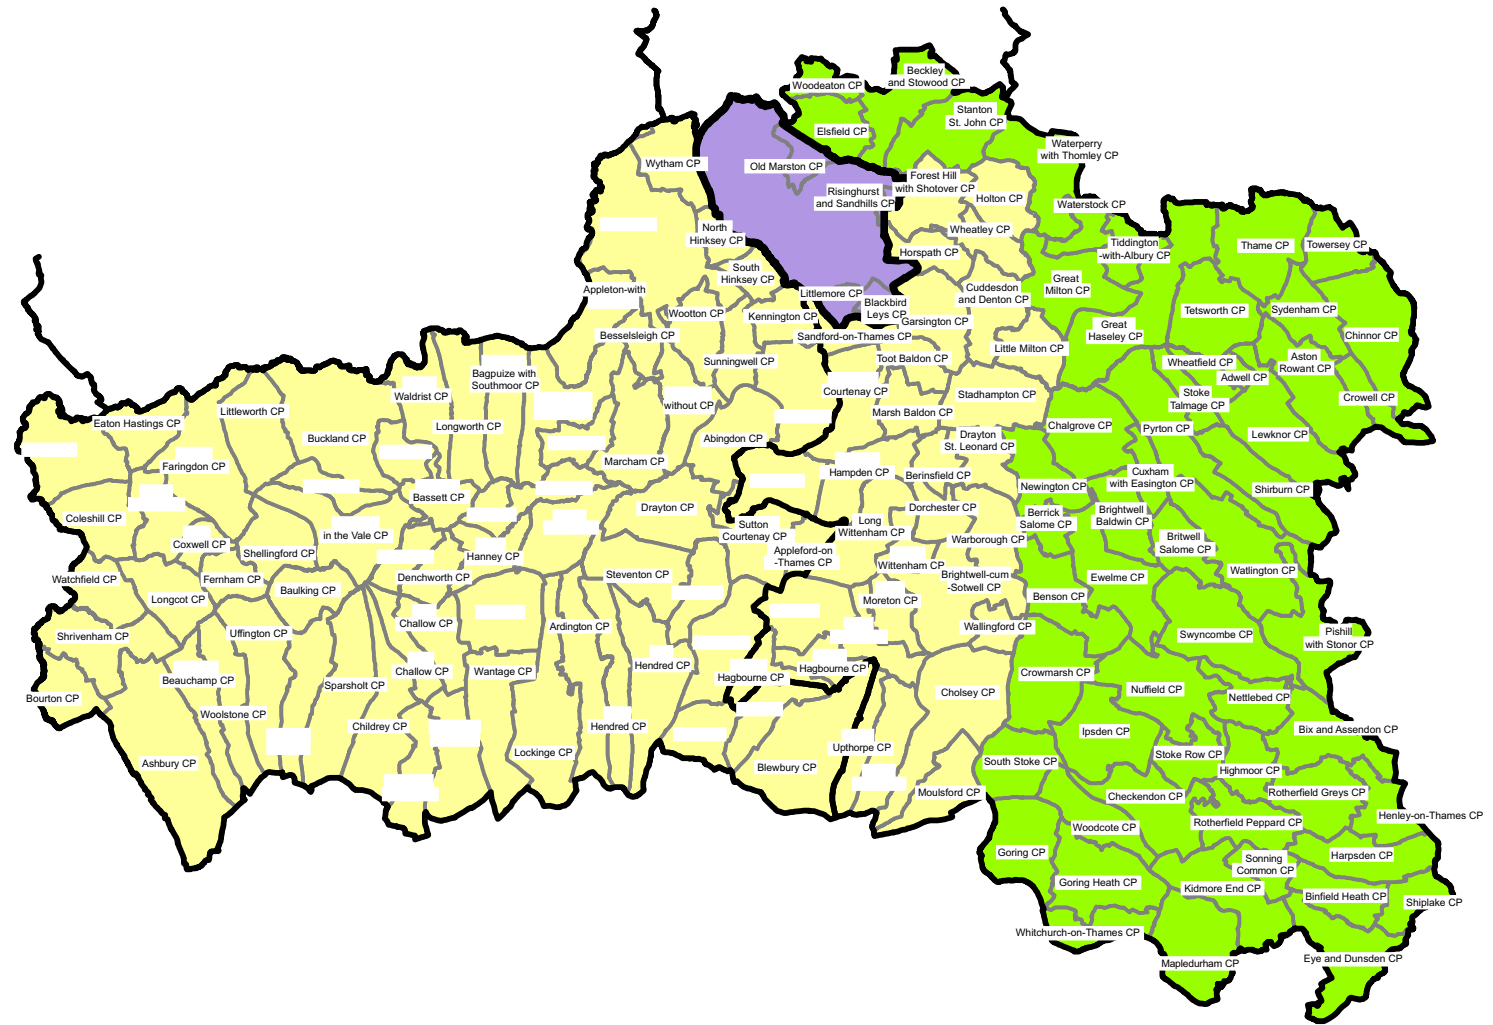 Beckley
and Stowood CP
Woodeaton CP
Stanton
St. John CP
Elsfield CP
Waterperry
with Thomley CP
Wytham CP
Old Marston CP
Forest Hill
with Shotover CP
Risinghurst
and Sandhills CP
Holton CP
Waterstock CP
North
Hinksey CP
Wheatley CP
Tiddington
-with-Albury CP
Thame CP
Towersey CP
Horspath CP
South
Hinksey CP
Great
Milton CP
Appleton-with
Littlemore CP
Cuddesdon
and Denton CP
Blackbird
Leys CP
Wootton CP
Kennington CP
Garsington CP
Tetsworth CP
Sydenham CP
Besselsleigh CP
Sandford-on-Thames CP
Great
Haseley CP
Chinnor CP
Little Milton CP
Sunningwell CP
Toot Baldon CP
Wheatfield CP
Aston
Rowant CP
Bagpuize with
Southmoor CP
Adwell CP
Waldrist CP
Courtenay CP
Stadhampton CP
Stoke
Talmage CP
Crowell CP
without CP
Littleworth CP
Marsh Baldon CP
Eaton Hastings CP
Longworth CP
Chalgrove CP
Pyrton CP
Lewknor CP
Buckland CP
Abingdon CP
Drayton
St. Leonard CP
Faringdon CP
Marcham CP
Hampden CP
Berinsfield CP
Cuxham
with Easington CP
Newington CP
Shirburn CP
Bassett CP
Drayton CP
Dorchester CP
Coleshill CP
Berrick
Salome CP
Brightwell
Baldwin CP
Sutton
Courtenay CP
Long
Wittenham CP
in the Vale CP
Warborough CP
Britwell
Salome CP
Coxwell CP
Shellingford CP
Hanney CP
Appleford-on
-Thames CP
Wittenham CP
Watlington CP
Watchfield CP
Fernham CP
Denchworth CP
Steventon CP
Brightwell-cum
-Sotwell CP
Ewelme CP
Baulking CP
Longcot CP
Moreton CP
Benson CP
Challow CP
Ardington CP
Wallingford CP
Shrivenham CP
Uffington CP
Swyncombe CP
Pishill
with Stonor CP
Hendred CP
Hagbourne CP
Challow CP
Wantage CP
Crowmarsh CP
Hagbourne CP
Beauchamp CP
Sparsholt CP
Cholsey CP
Nuffield CP
Nettlebed CP
Bourton CP
Woolstone CP
Childrey CP
Hendred CP
Ipsden CP
Bix and Assendon CP
Upthorpe CP
Lockinge CP
Stoke Row CP
Ashbury CP
Blewbury CP
South Stoke CP
Highmoor CP
Moulsford CP
Checkendon CP
Rotherfield Greys CP
Henley-on-Thames CP
Woodcote CP
Rotherfield Peppard CP
Goring CP
Harpsden CP
Sonning
Common CP
Goring Heath CP
Kidmore End CP
Binfield Heath CP
Shiplake CP
Whitchurch-on-Thames CP
Eye and Dunsden CP
Mapledurham CP